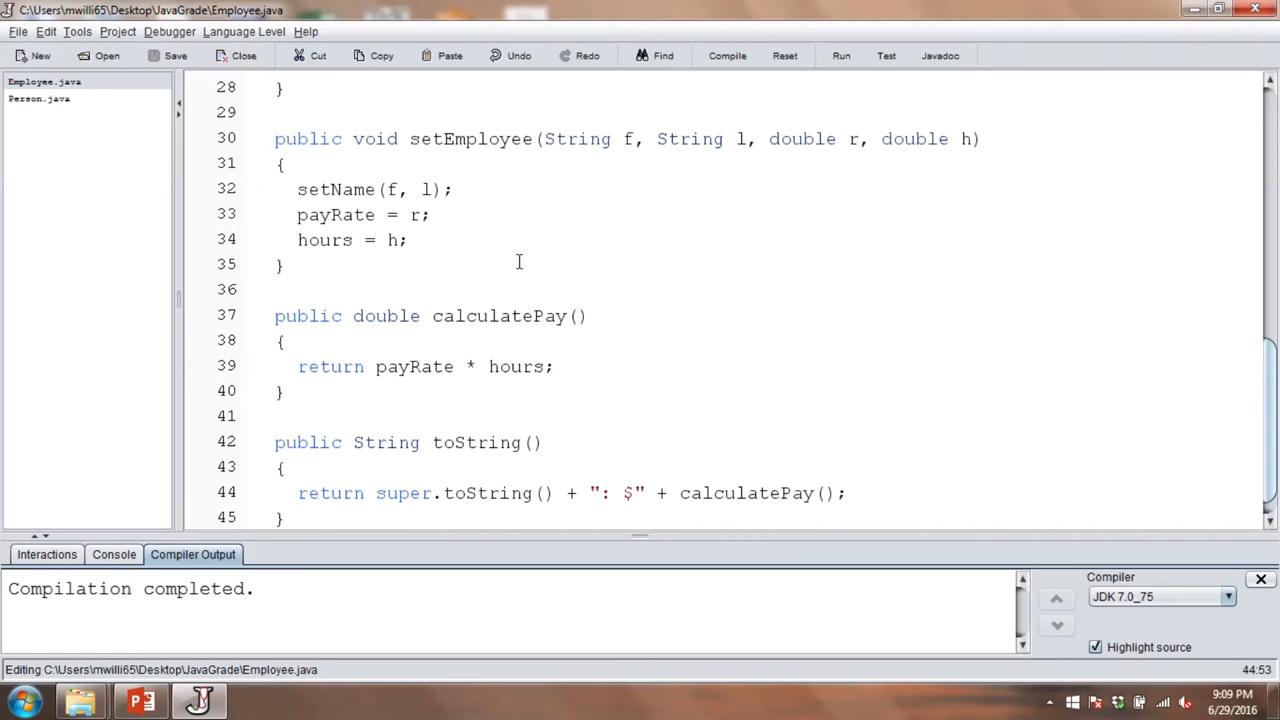 C:\Users\mwilli65\Desktop\JavaGrade\Employee.java
File Edit Tools Project Debugger Language Level Help
New Open Save Close Cut Copy Paste Undo Redo Find Compile Reset Run Test Javadoc
Employee.java
Person.java
28 }
29
30 public void setEmployee(String f, String l, double r, double h)
31 {
32 setName(f, l);
33 payRate = r;
34 hours = h;
35 }
36
37 public double calculatePay()
38 {
39 return payRate * hours;
40 }
41
42 public String toString()
43 {
44 return super.toString() + ": $" + calculatePay();
45 }
Interactions Console Compiler Output
Compilation completed.
Compiler
JDK 7.0_75
Highlight source
Editing C:\Users\mwilli65\Desktop\JavaGrade\Employee.java 44:53
9:09 PM
6/29/2016